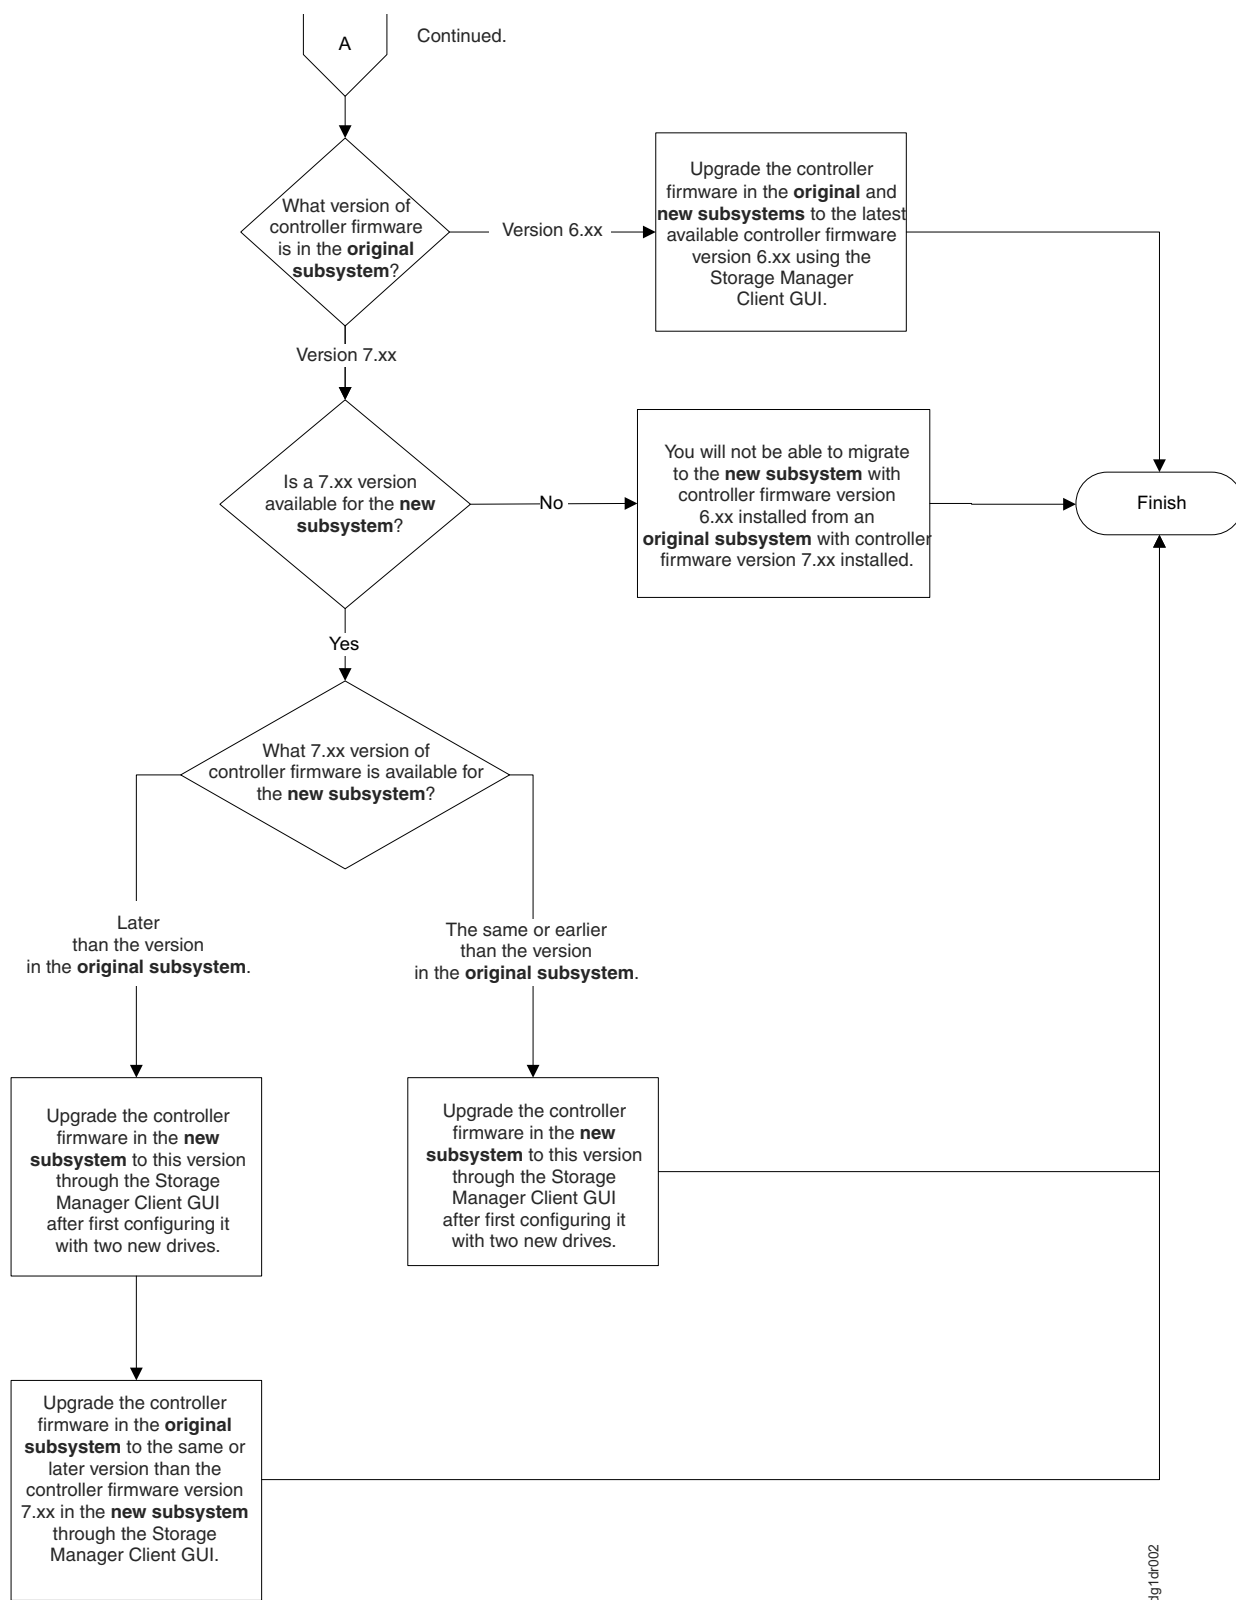 A
Continued.
What version of
controller firmware
is in the original
subsystem?
Version 6.xx
Upgrade the controller
firmware in the original and
new subsystems to the latest
available controller firmware
version 6.xx using the
Storage Manager
Client GUI.
Version 7.xx
Is a 7.xx version
available for the new
subsystem?
No
You will not be able to migrate
to the new subsystem with
controller firmware version
6.xx installed from an
original subsystem with controller
firmware version 7.xx installed.
Finish
Yes
What 7.xx version of
controller firmware is available for
the new subsystem?
Later
than the version
in the original subsystem.
The same or earlier
than the version
in the original subsystem.
Upgrade the controller
firmware in the new
subsystem to this version
through the Storage
Manager Client GUI
after first configuring it
with two new drives.
Upgrade the controller
firmware in the new
subsystem to this version
through the Storage
Manager Client GUI
after first configuring it
with two new drives.
Upgrade the controller
firmware in the original
subsystem to the same or
later version than the
controller firmware version
7.xx in the new subsystem
through the Storage
Manager Client GUI.
dg1dr002